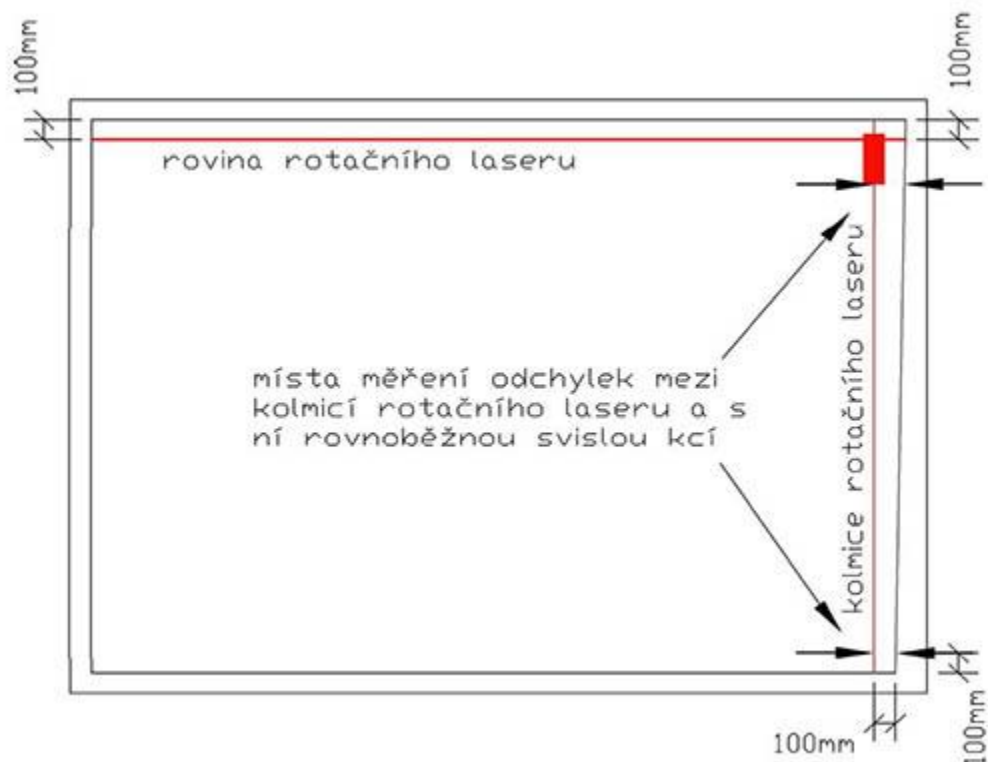 100mm
100mm
rovina rotačního laseru
kolmice rotačního laseru
místa měření odchylek mezi
kolmicí rotačního laseru a s
ní rovnoběžnou svislou kcí
100mm
100mm